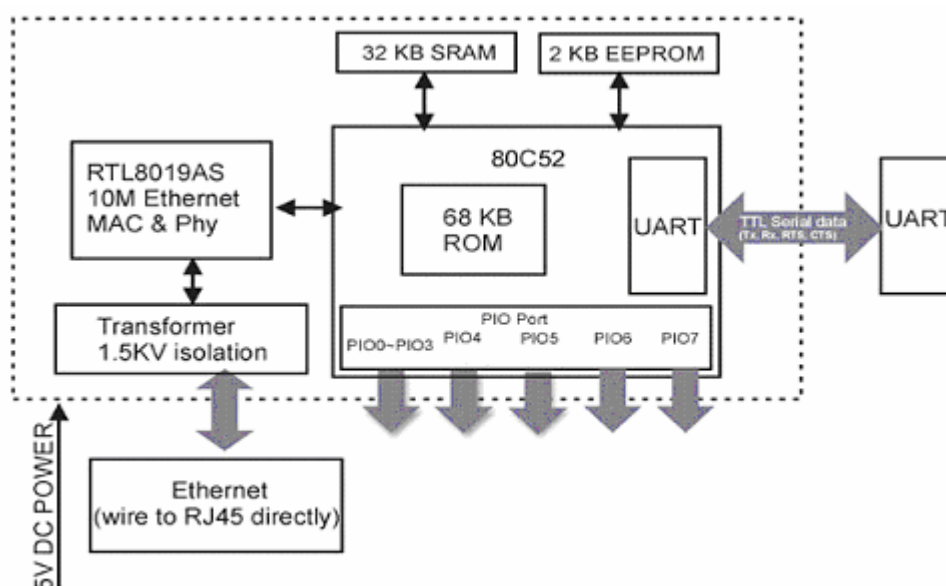 32 KB SRAM
2 KB EEPROM
80C52
RTL8019AS
10M Ethernet
MAC & Phy
68 KB
ROM
UART
TTL Serial data
(Tx, Rx, RTS, CTS)
UART
Transformer
1.5KV isolation
PIO Port
PIO0~PIO3
PIO4
PIO5
PIO6
PIO7
5V DC POWER
Ethernet
(wire to RJ45 directly)